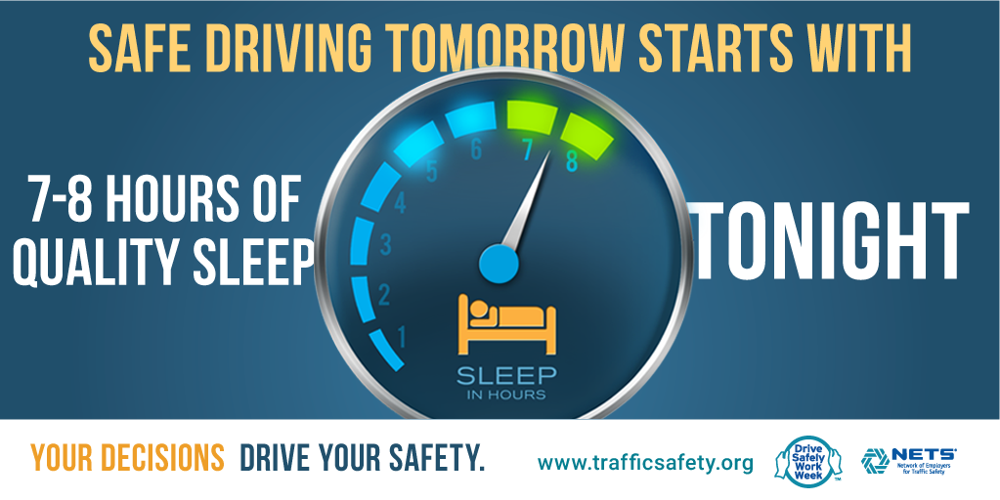 SAFE DRIVING TOMORROW STARTS WITH
7-8 HOURS OF
QUALITY SLEEP
TONIGHT
1
2
3
4
5
6
7
8
SLEEP
IN HOURS
YOUR DECISIONS DRIVE YOUR SAFETY.
www.trafficsafety.org
Drive
Safely
Work
Week
TM
NETS
Network of Employers
for Traffic Safety